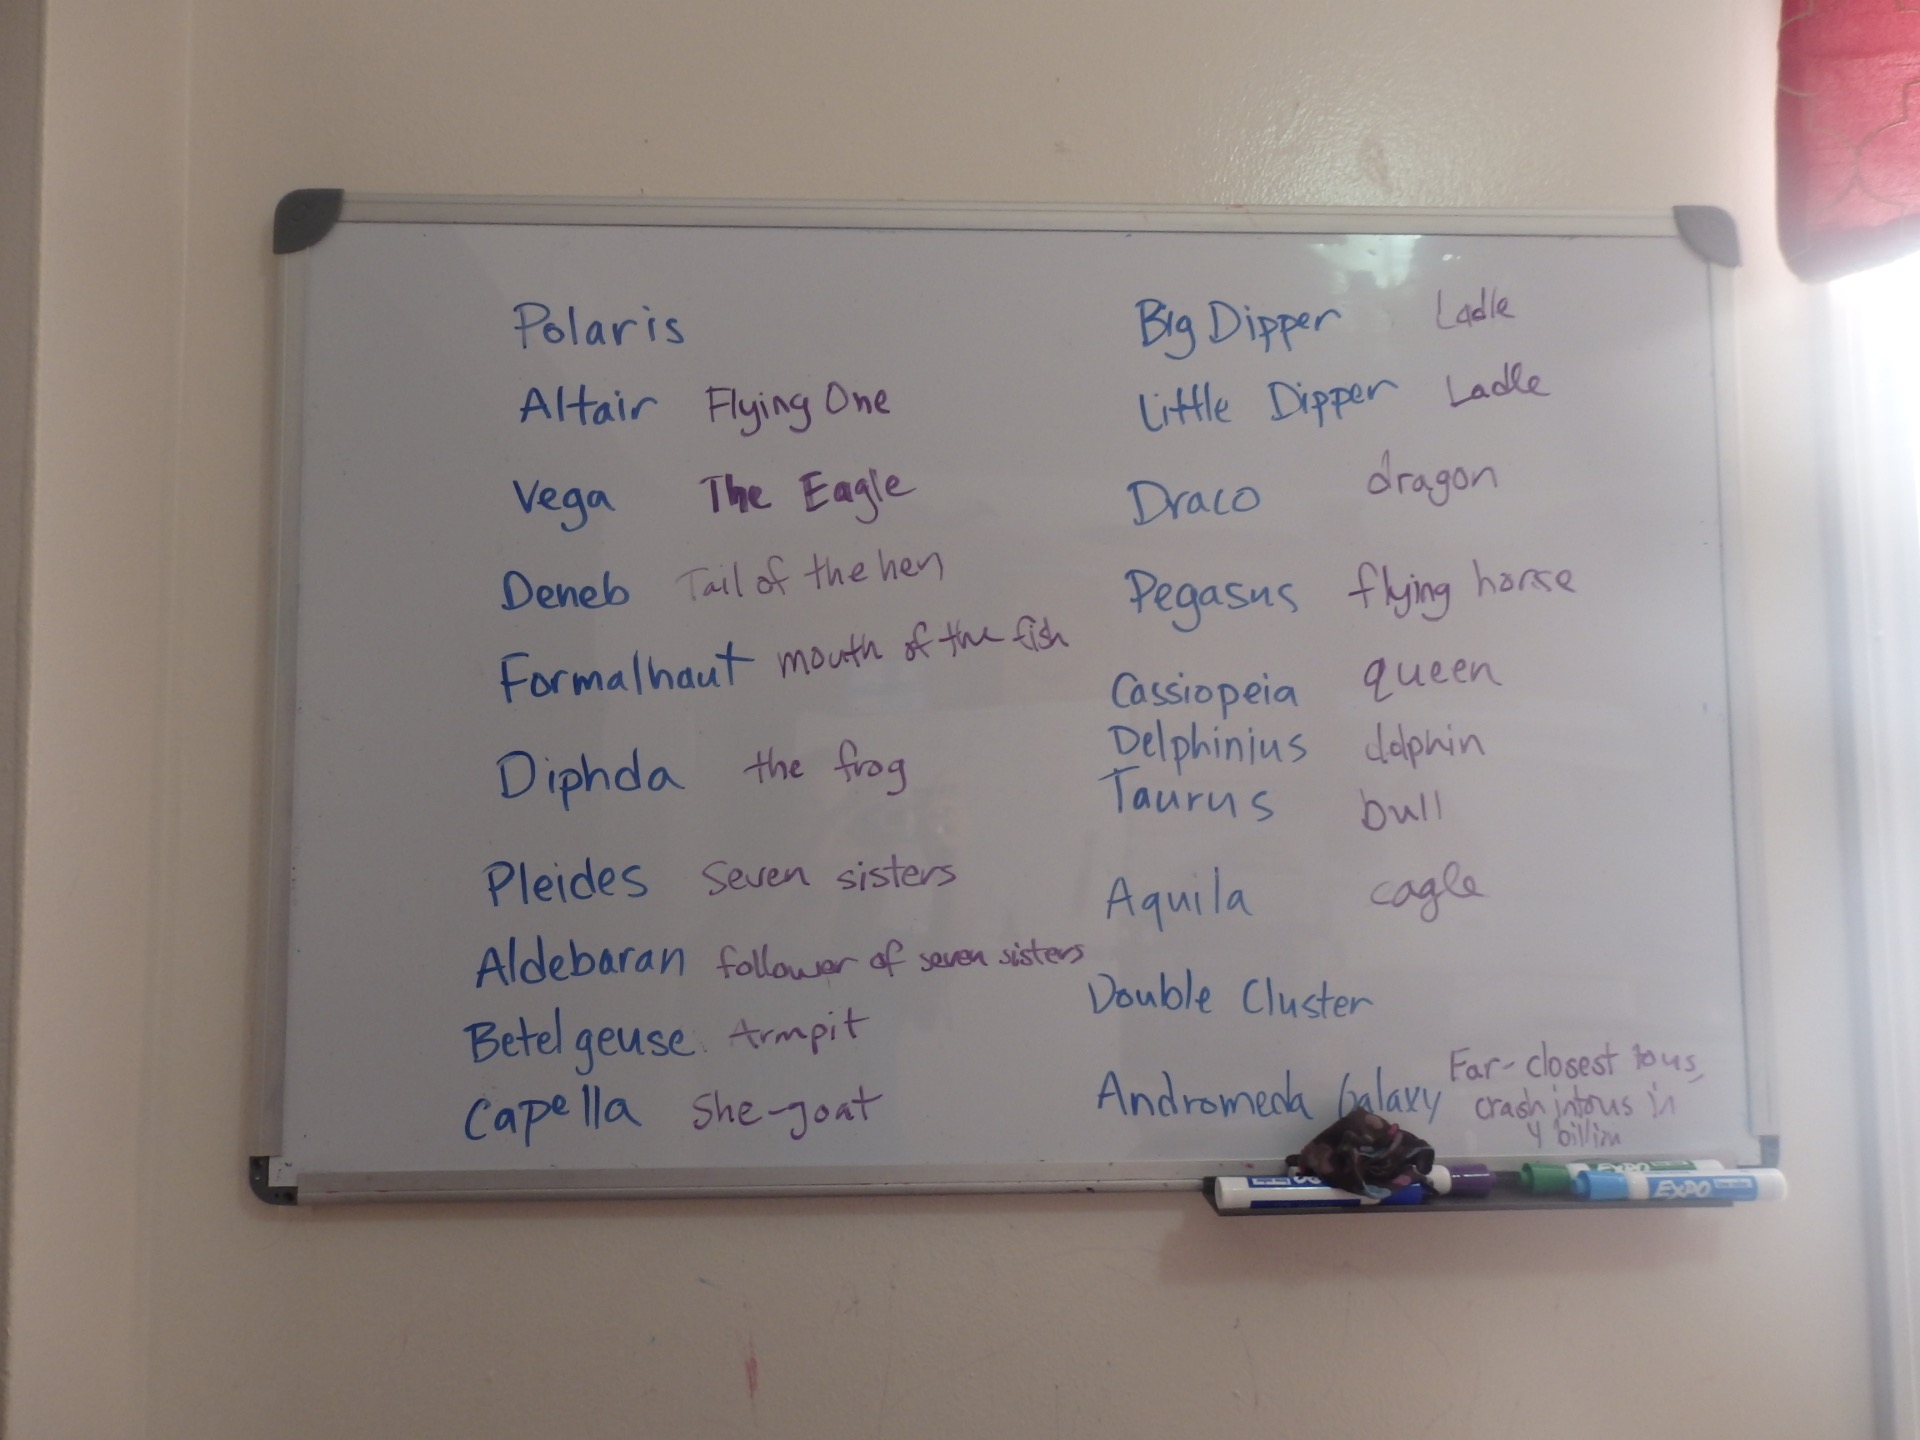 Polaris
Altair Flying One
Vega The Eagle
Deneb Tail of the hen
Formalhaut mouth of the fish
Diphda the frog
Pleides Seven sisters
Aldebaran follower of seven sisters
Betelgeuse Armpit
Capella She-goat
Big Dipper Ladle
Little Dipper Ladle
Draco dragon
Pegasus flying horse
Cassiopeia queen
Delphinius dolphin
Taurus bull
Aquila eagle
Double Cluster
Andromeda Galaxy Far-closest to us,
crash into us in
4 billion
EXPO
EXPO